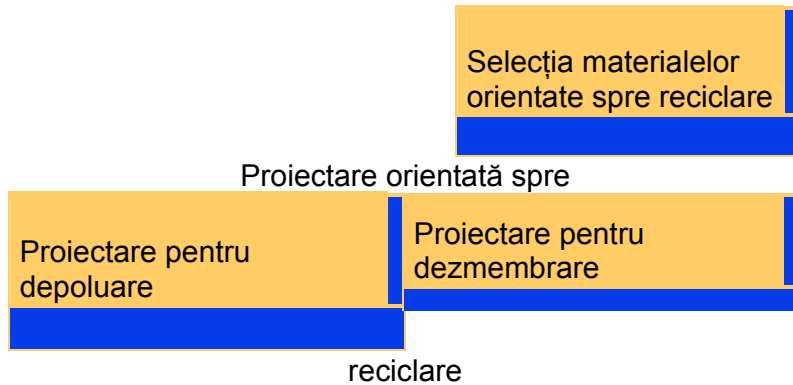 Selecția materialelor
orientate spre reciclare
Proiectare orientată spre
Proiectare pentru
depoluare
Proiectare pentru
dezmembrare
reciclare